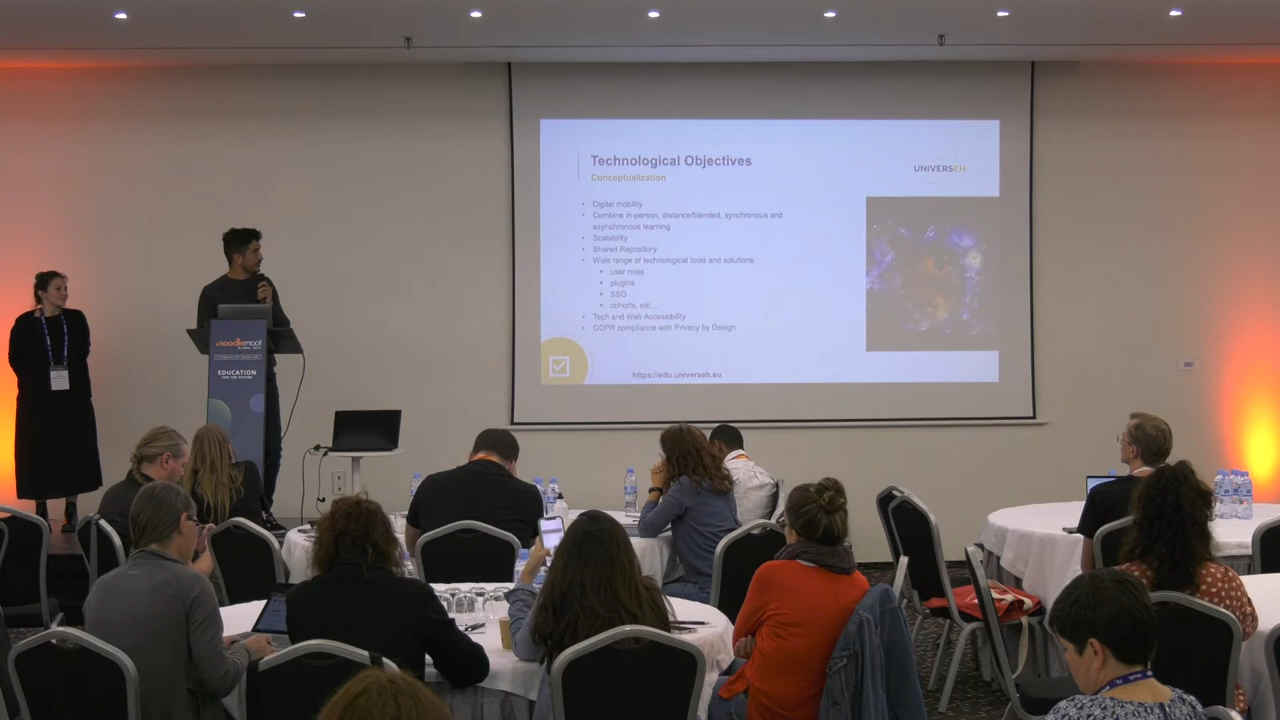 Technological Objectives
Conceptualization
UNIVERSEH
• Digital mobility
• Combine in-person, distance/blended, synchronous and
asynchronous learning
• Scalability
• Shared Repository
• Wide range of technological tools and solutions:
• user roles
• plugins
• SSO
• cohorts, etc...
• Tech and Web Accessibility
• GDPR compliance with Privacy by Design
https://edu.universeh.eu
moodlemoot
EDUCATION
FOR THE FUTURE